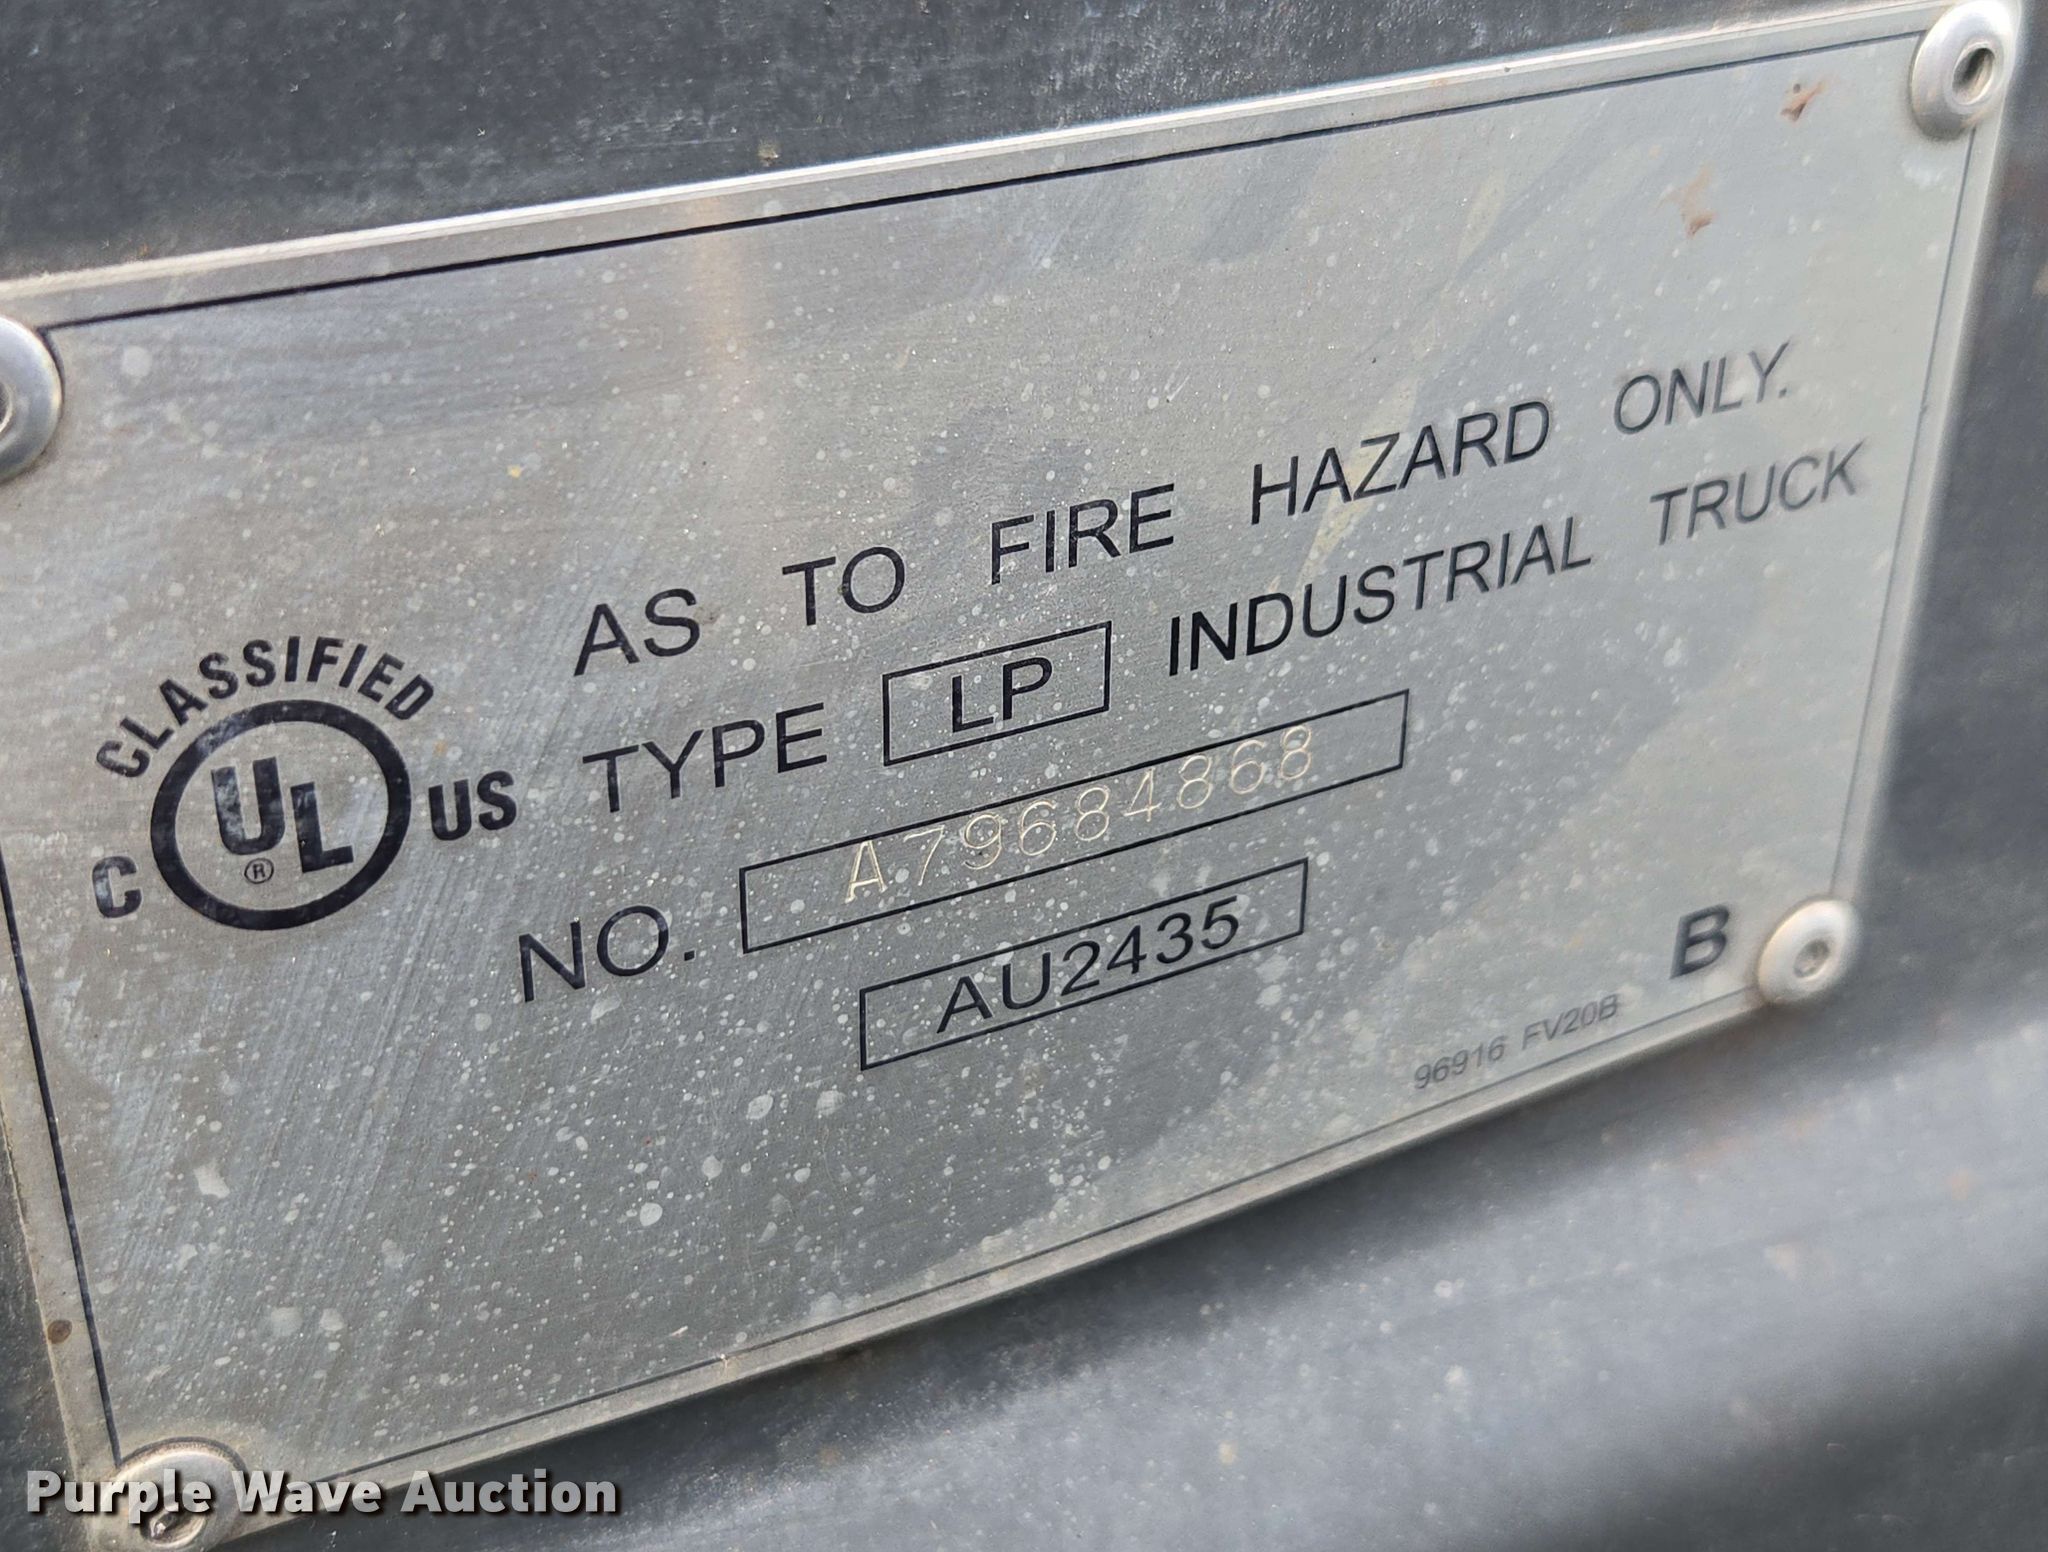 CLASSIFIED
C UL US
®
AS TO FIRE HAZARD ONLY.
TYPE LP INDUSTRIAL TRUCK
NO. A79684868
AU2435
B
96916 FV20B
Purple Wave Auction